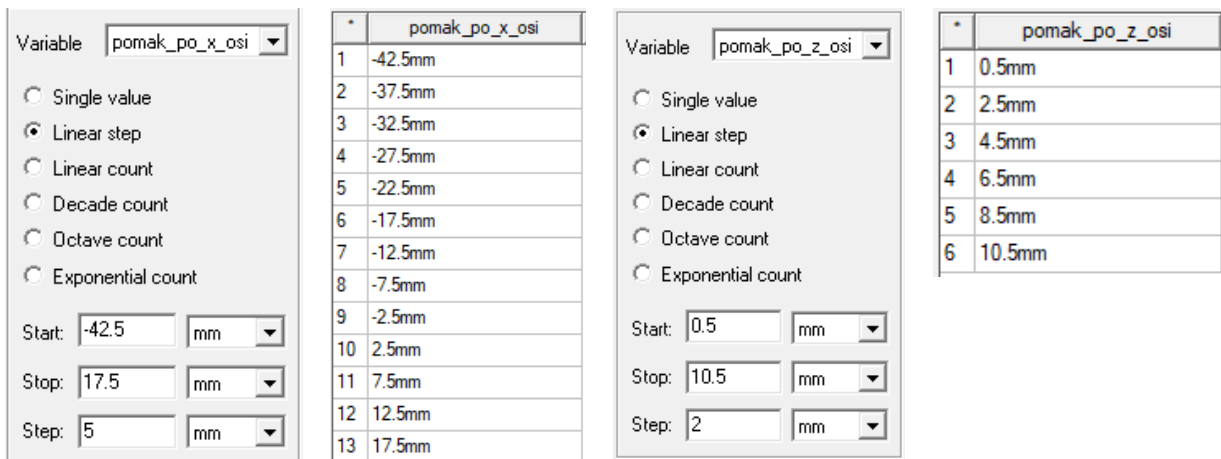 Variable pomak_po_x_osi
Single value
Linear step
Linear count
Decade count
Octave count
Exponential count
Start: -42.5 mm
Stop: 17.5 mm
Step: 5 mm
* pomak_po_x_osi
1 -42.5mm
2 -37.5mm
3 -32.5mm
4 -27.5mm
5 -22.5mm
6 -17.5mm
7 -12.5mm
8 -7.5mm
9 -2.5mm
10 2.5mm
11 7.5mm
12 12.5mm
13 17.5mm
Variable pomak_po_z_osi
Single value
Linear step
Linear count
Decade count
Octave count
Exponential count
Start: 0.5 mm
Stop: 10.5 mm
Step: 2 mm
* pomak_po_z_osi
1 0.5mm
2 2.5mm
3 4.5mm
4 6.5mm
5 8.5mm
6 10.5mm